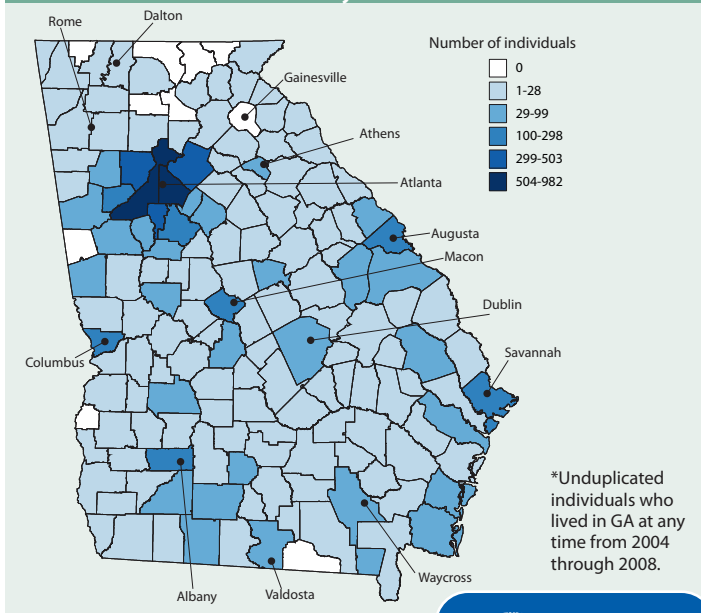 Rome
Dalton
Number of individuals
0
1-28
29-99
100-298
299-503
504-982
Gainesville
Athens
Atlanta
Augusta
Macon
Dublin
Savannah
Columbus
*Unduplicated
individuals who
lived in GA at any
time from 2004
through 2008.
Waycross
Albany
Valdosta